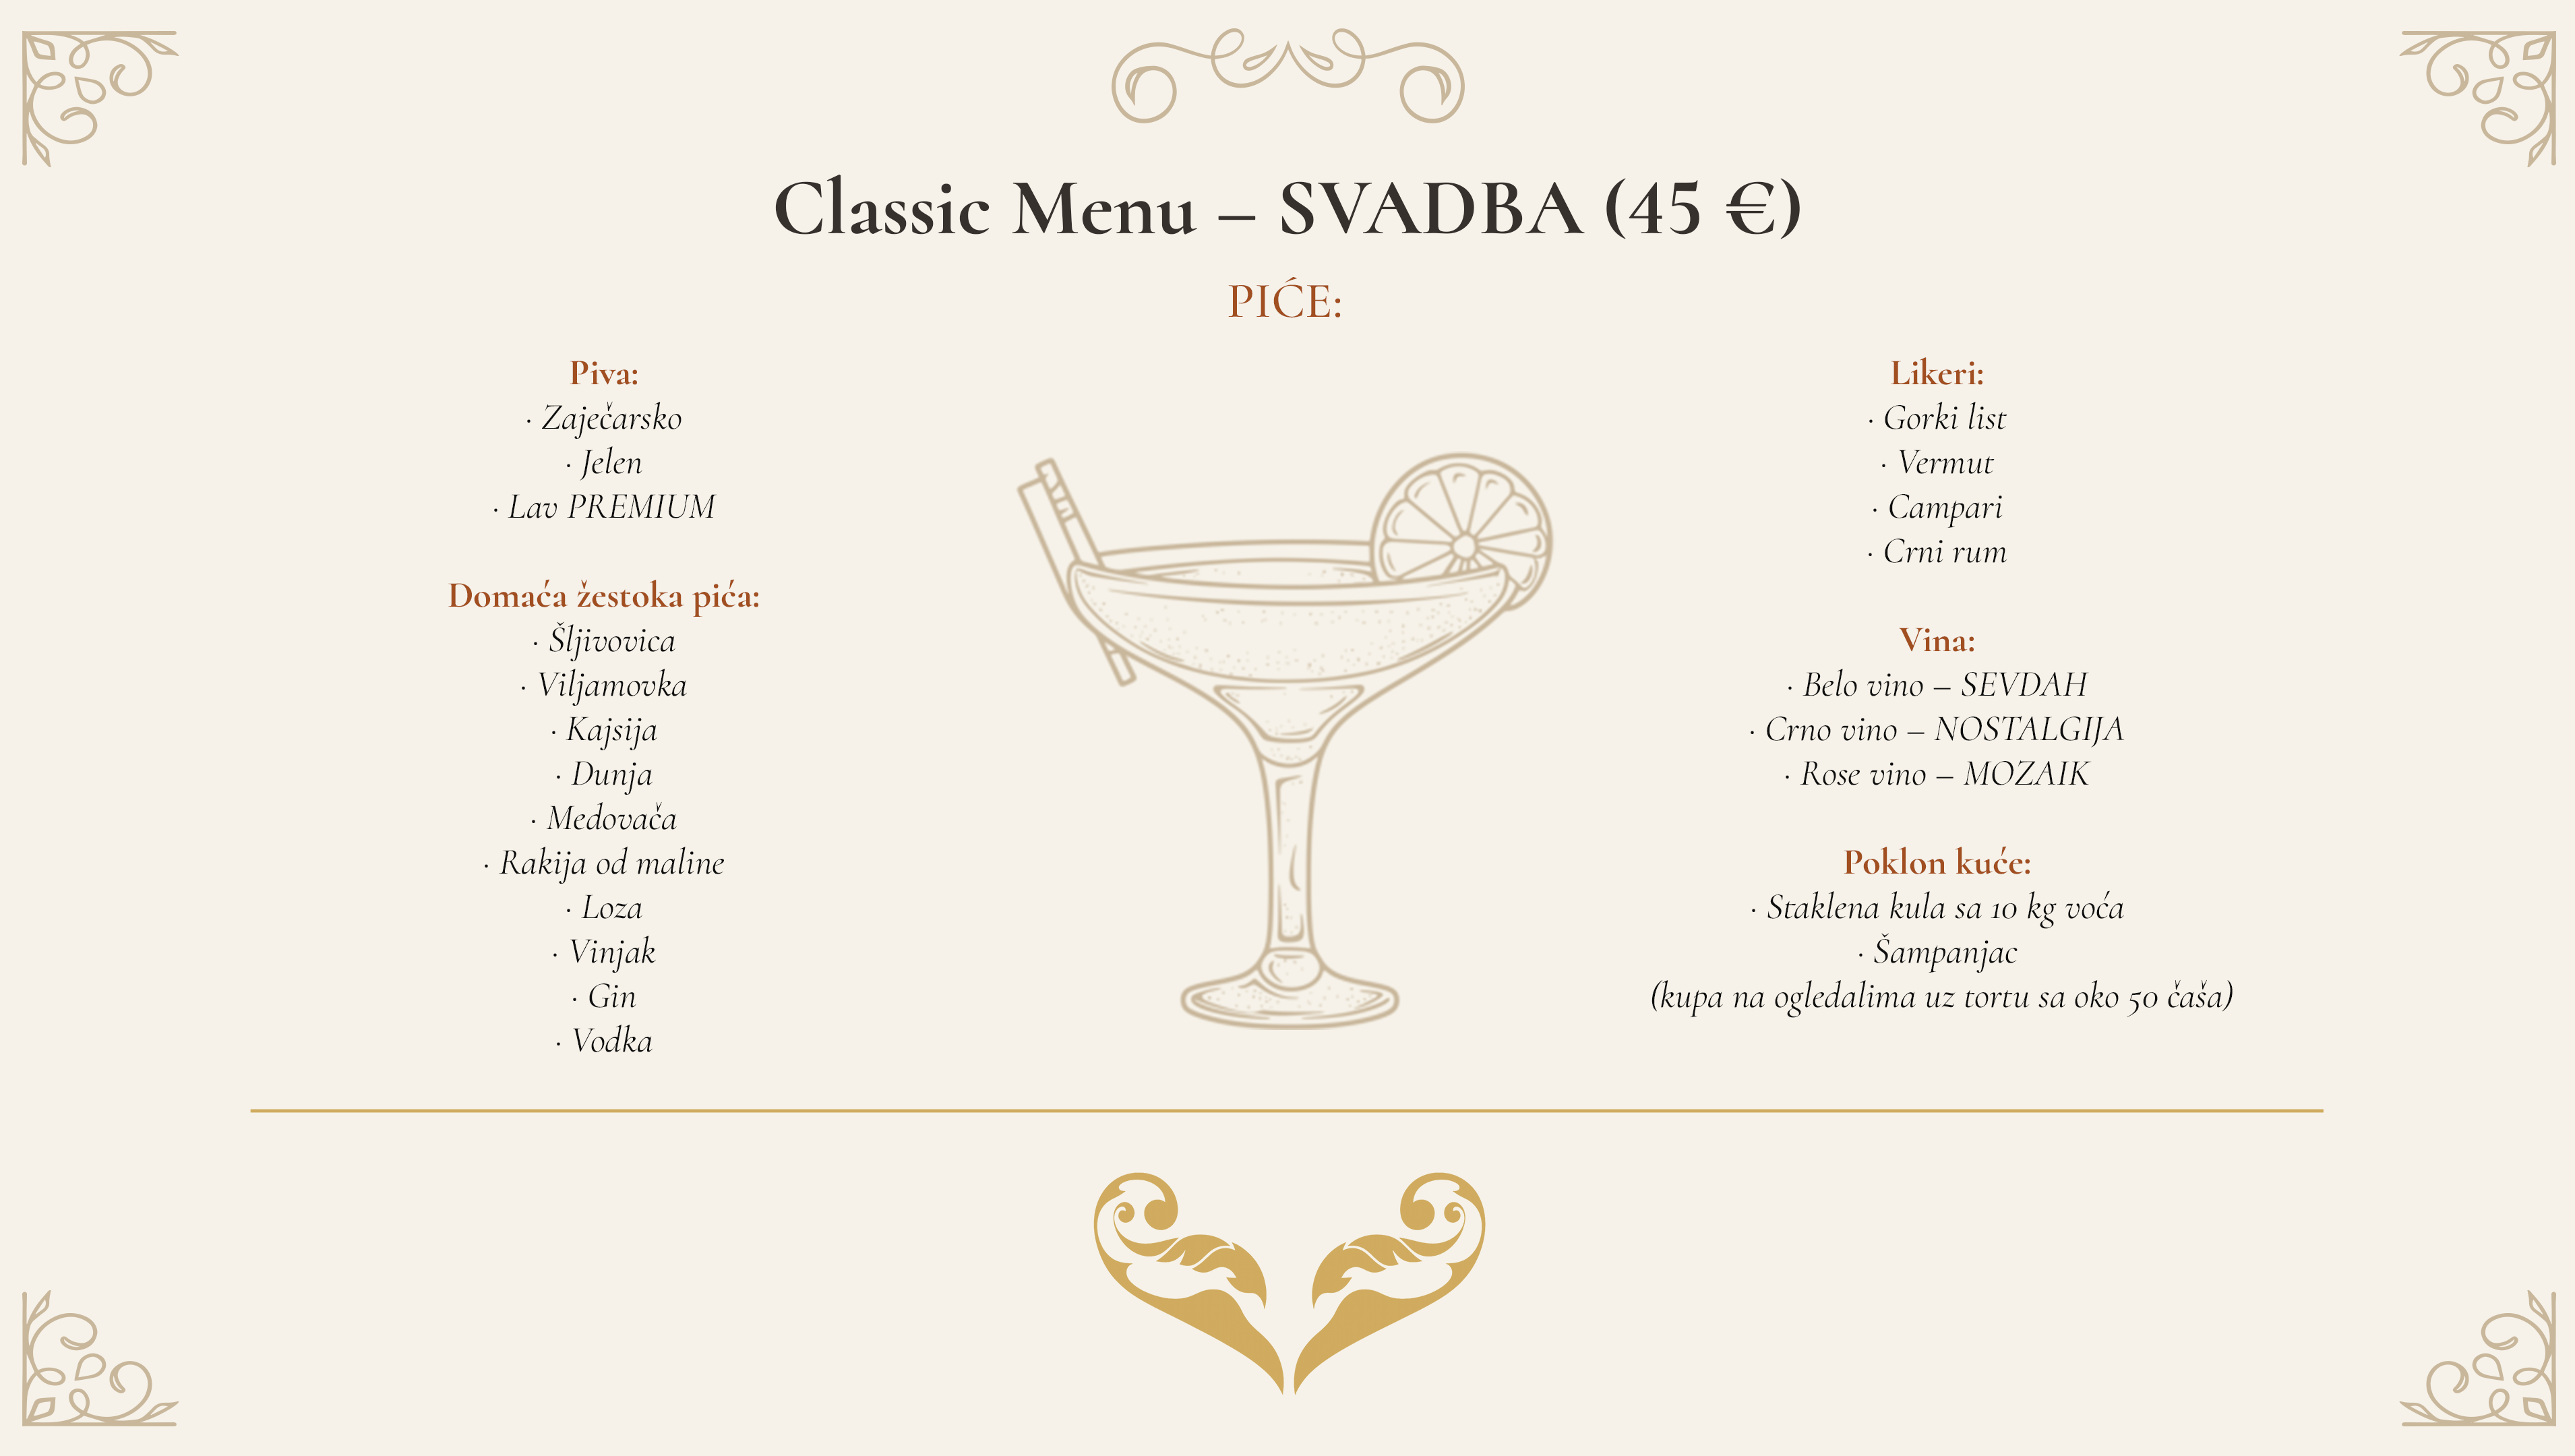 Classic Menu – SVADBA (45 €)
PIĆE:
Piva:
· Zaječarsko
· Jelen
· Lav PREMIUM
Domaća žestoka pića:
· Šljivovica
· Viljamovka
· Kajsija
· Dunja
· Medovača
· Rakija od maline
· Loza
· Vinjak
· Gin
· Vodka
Likeri:
· Gorki list
· Vermut
· Campari
· Crni rum
Vina:
· Belo vino – SEVDAH
· Crno vino – NOSTALGIJA
· Rose vino – MOZAIK
Poklon kuće:
· Staklena kula sa 10 kg voća
· Šampanjac
(kupa na ogledalima uz tortu sa oko 50 čaša)